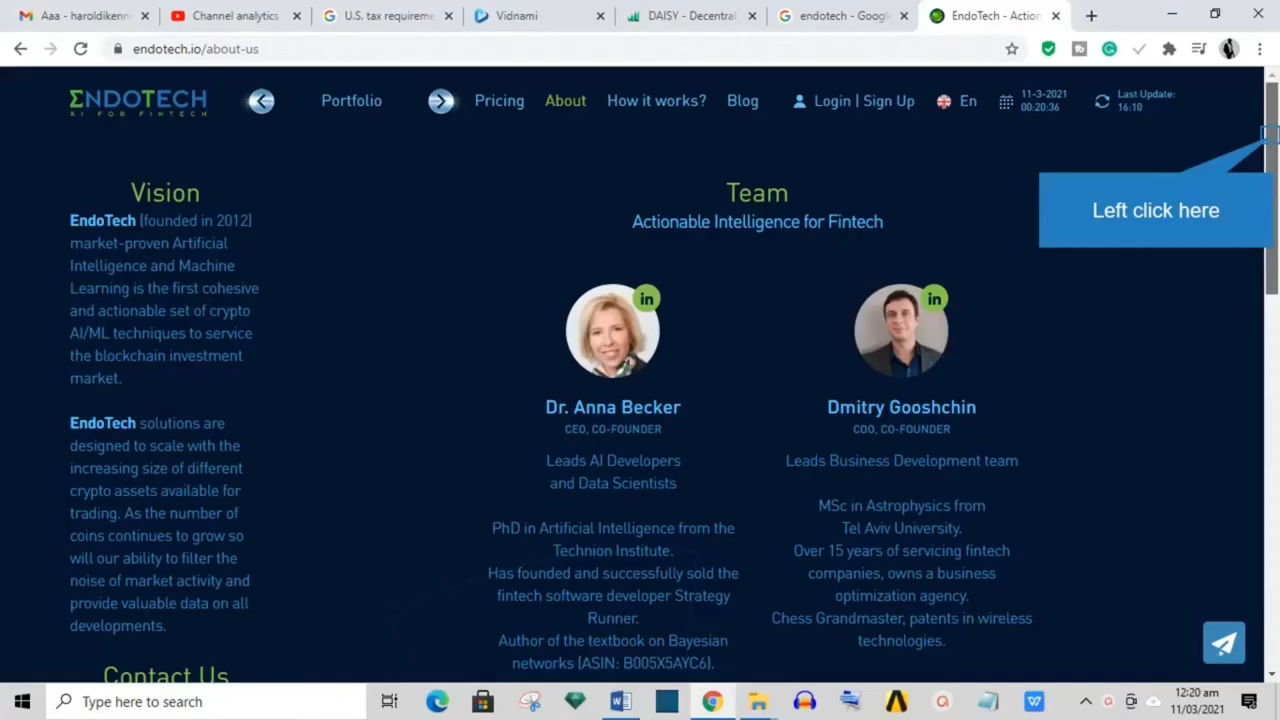 Aaa - haroldikenn
Channel analytics
U.S. tax requireme
Vidnami
DAISY - Decentral
endotech - Google
EndoTech - Action
endotech.io/about-us
ΣNDOTECH
AI FOR FINTECH
Portfolio
Pricing
About
How it works?
Blog
Login | Sign Up
En
11-3-2021
00:20:36
Last Update:
16:10
Left click here
Vision
EndoTech (founded in 2012)
market-proven Artificial
Intelligence and Machine
Learning is the first cohesive
and actionable set of crypto
AI/ML techniques to service
the blockchain investment
market.
EndoTech solutions are
designed to scale with the
increasing size of different
crypto assets available for
trading. As the number of
coins continues to grow so
will our ability to filter the
noise of market activity and
provide valuable data on all
developments.
Contact Us
Team
Actionable Intelligence for Fintech
in
Dr. Anna Becker
CEO, CO-FOUNDER
Leads AI Developers
and Data Scientists
PhD in Artificial Intelligence from the
Technion Institute.
Has founded and successfully sold the
fintech software developer Strategy
Runner.
Author of the textbook on Bayesian
networks (ASIN: B005X5AYC6).
in
Dmitry Gooshchin
COO, CO-FOUNDER
Leads Business Development team
MSc in Astrophysics from
Tel Aviv University.
Over 15 years of servicing fintech
companies, owns a business
optimization agency.
Chess Grandmaster, patents in wireless
technologies.
Type here to search
12:20 am
11/03/2021